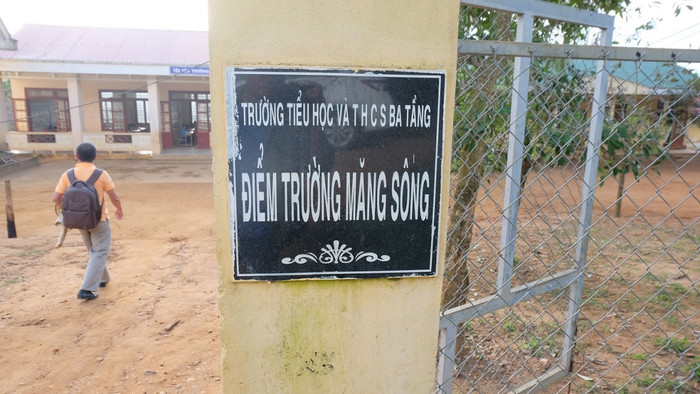 TRƯỜNG TIỂU HỌC VÀ T H C S BA TẦNG
ĐIỂM TRƯỜNG MĂNG SÔNG